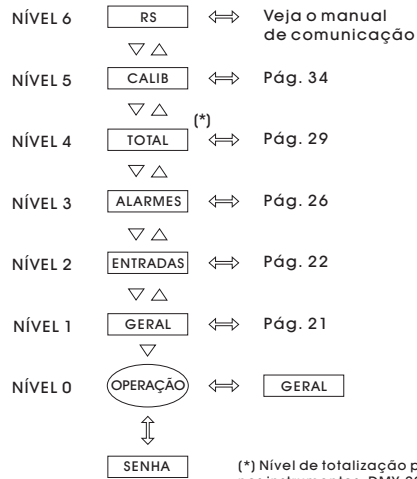 NÍVEL 6 RS Veja o manual
de comunicação
NÍVEL 5 CALIB Pág. 34
(*)
NÍVEL 4 TOTAL Pág. 29
NÍVEL 3 ALARMES Pág. 26
NÍVEL 2 ENTRADAS Pág. 22
NÍVEL 1 GERAL Pág. 21
NÍVEL 0 OPERAÇÃO GERAL
SENHA
(*) Nível de totalização